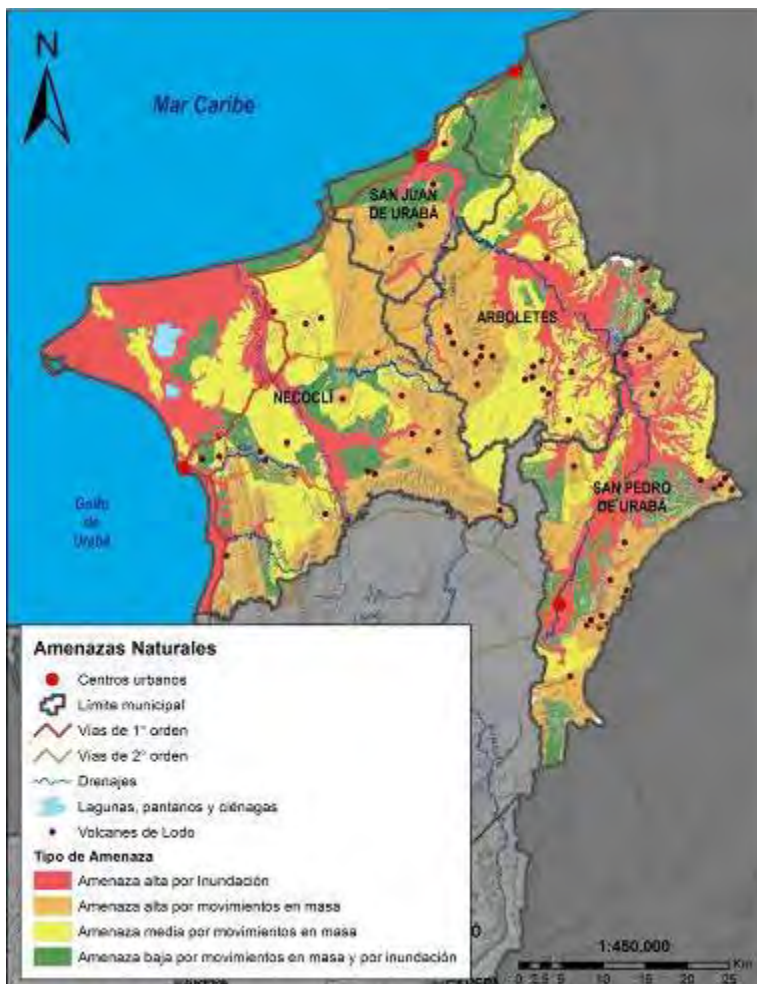 N
Mar Caribe
SAN JUAN
DE URABÁ
ARBOLETES
NECOCLÍ
SAN PEDRO
DE URABÁ
Golfo
de
Urabá
Amenazas Naturales
Centros urbanos
Límite municipal
Vías de 1° orden
Vías de 2° orden
Drenajes
Lagunas, pantanos y ciénagas
Volcanes de Lodo
Tipo de Amenaza
Amenaza alta por Inundación
Amenaza alta por movimientos en masa
Amenaza media por movimientos en masa
Amenaza baja por movimientos en masa y por inundación
1:450,000
Km
0 2,5 5 10 15 20 25